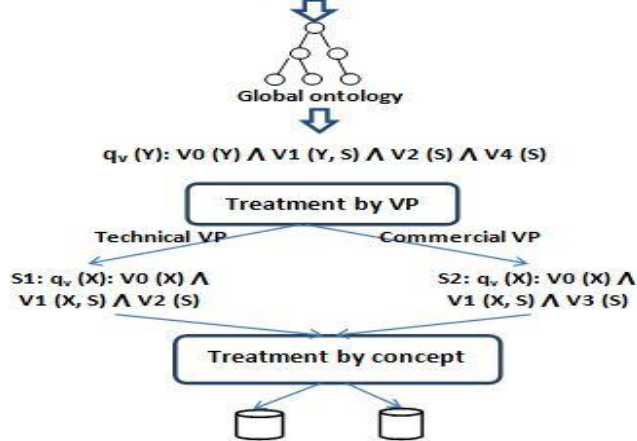 Global ontology
qᵥ (Y): V0 (Y) Λ V1 (Y, S) Λ V2 (S) Λ V4 (S)
Treatment by VP
Technical VP
Commercial VP
S1: qᵥ (X): V0 (X) Λ
V1 (X, S) Λ V2 (S)
S2: qᵥ (X): V0 (X) Λ
V1 (X, S) Λ V3 (S)
Treatment by concept